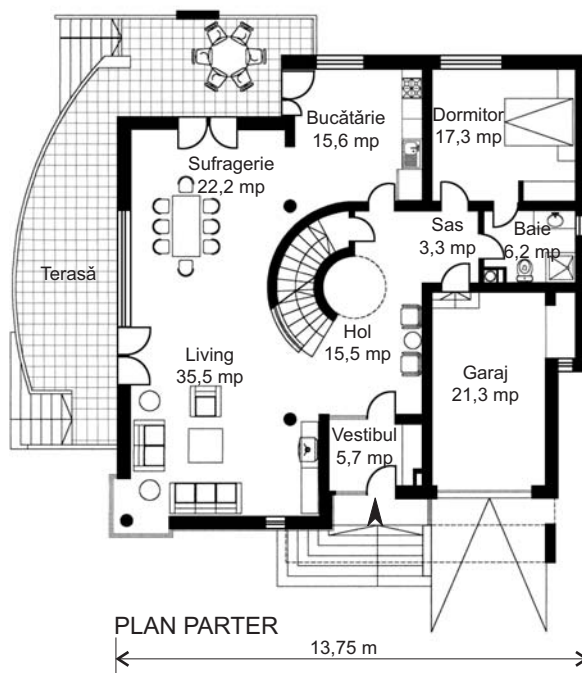 Bucătărie
15,6 mp
Dormitor
17,3 mp
Sufragerie
22,2 mp
Sas
3,3 mp
Baie
6,2 mp
Terasă
Hol
15,5 mp
Living
35,5 mp
Garaj
21,3 mp
Vestibul
5,7 mp
PLAN PARTER
13,75 m